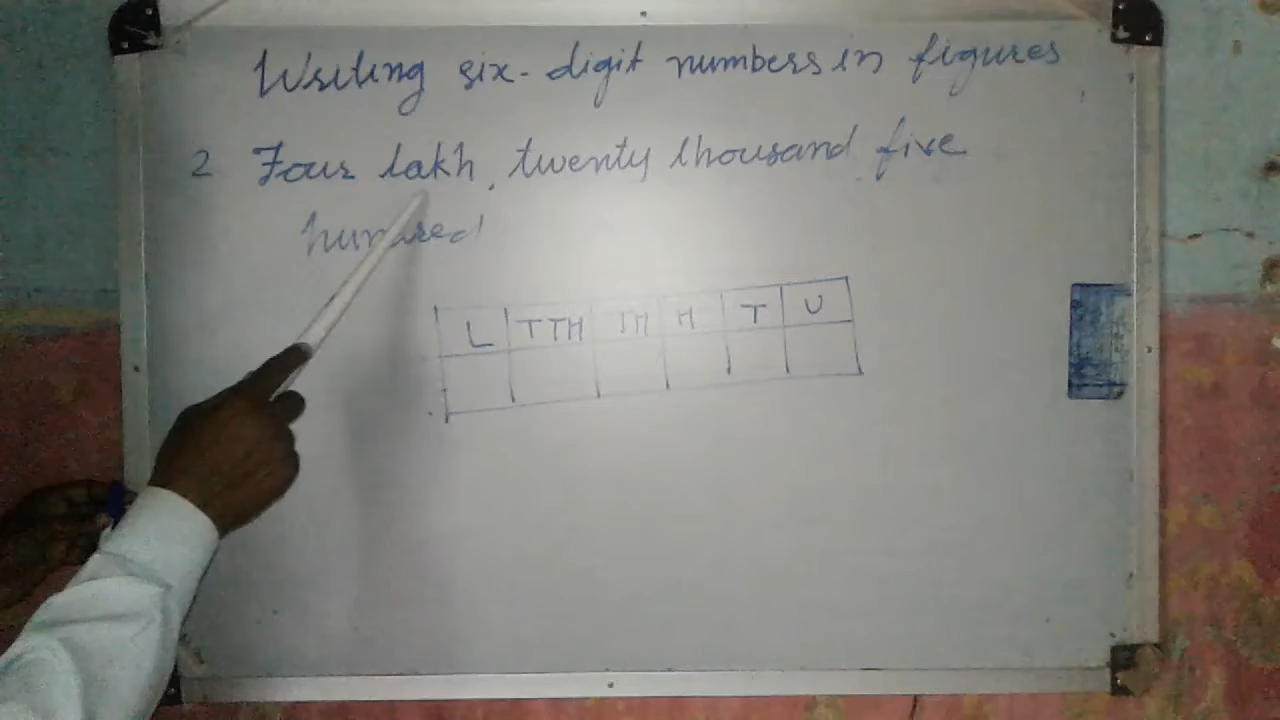 Writing six-digit numbers in figures
2 Four lakh, twenty thousand five
hundred
L TTH TH H T U